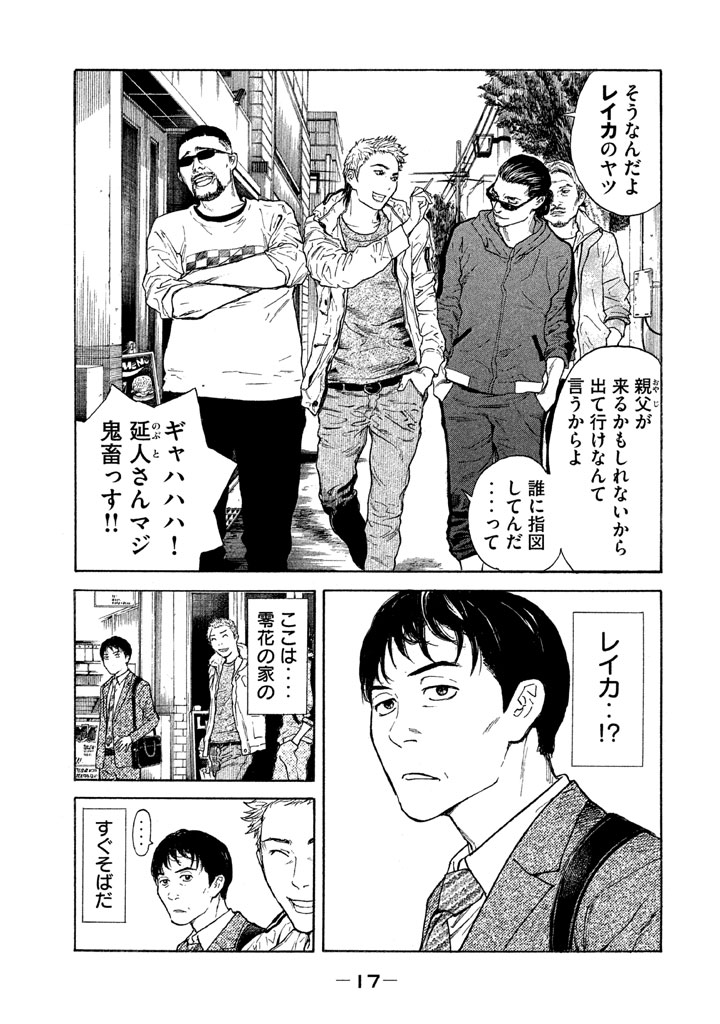 そうなんだよ
レイカのヤツ
親父が
来るかもしれないから
出て行けなんて
言うからよ
誰に指図
してんだ
‥‥って
ギャハハハ！
延人さんマジ
鬼畜っす!!
レイカ‥!?
ここは‥‥
零花の家の
‥‥
すぐそばだ
－17－